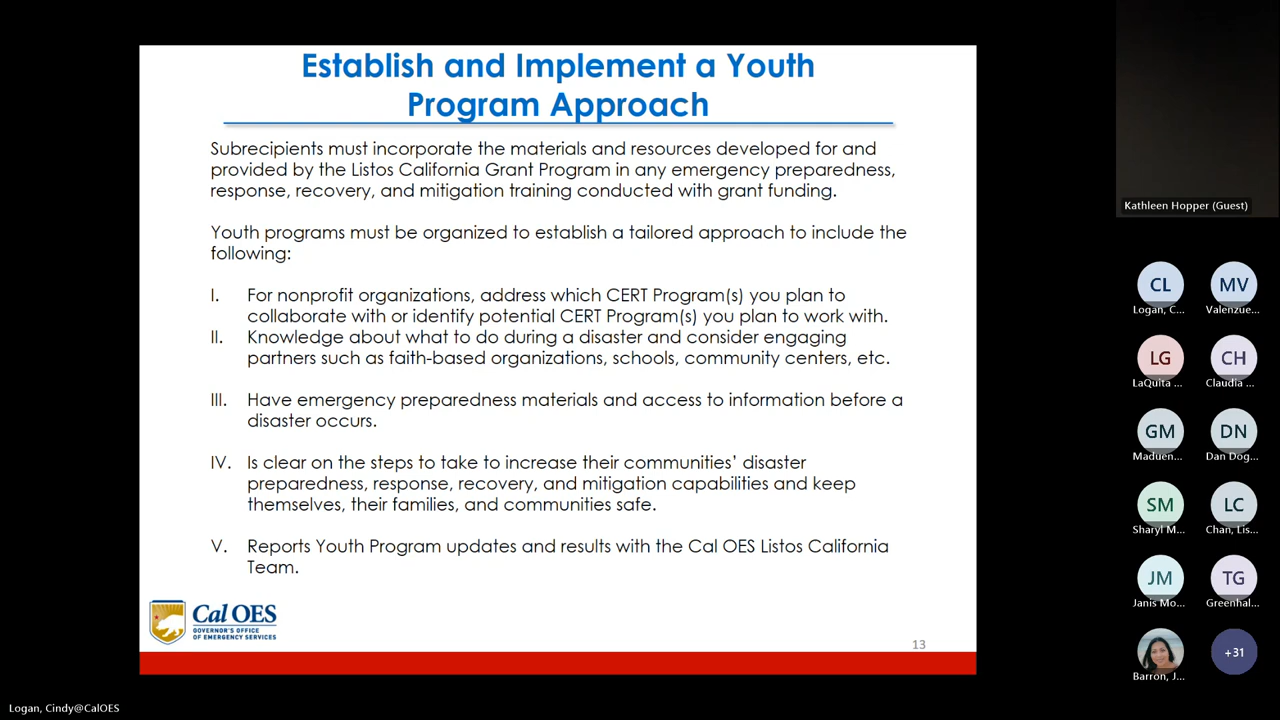 Establish and Implement a Youth
Program Approach
Subrecipients must incorporate the materials and resources developed for and
provided by the Listos California Grant Program in any emergency preparedness,
response, recovery, and mitigation training conducted with grant funding.
Youth programs must be organized to establish a tailored approach to include the
following:
I. For nonprofit organizations, address which CERT Program(s) you plan to
collaborate with or identify potential CERT Program(s) you plan to work with.
II. Knowledge about what to do during a disaster and consider engaging
partners such as faith-based organizations, schools, community centers, etc.
III. Have emergency preparedness materials and access to information before a
disaster occurs.
IV. Is clear on the steps to take to increase their communities’ disaster
preparedness, response, recovery, and mitigation capabilities and keep
themselves, their families, and communities safe.
V. Reports Youth Program updates and results with the Cal OES Listos California
Team.
Cal OES
GOVERNOR'S OFFICE
OF EMERGENCY SERVICES
13
Kathleen Hopper (Guest)
CL MV
Logan, C... Valenzue...
LG CH
LaQuita ... Claudia ...
GM DN
Maduen... Dan Dog...
SM LC
Sharyl M... Chan, Lis...
JM TG
Janis Mo... Greenhal...
+31
Barron, J...
Logan, Cindy@CalOES